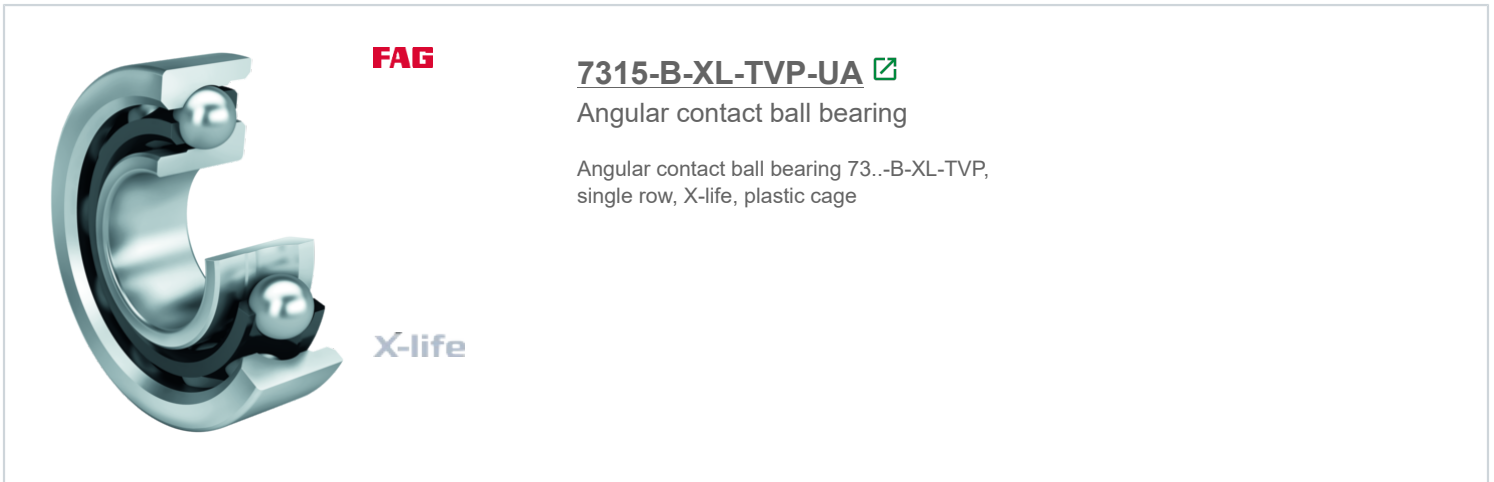 FAG
7315-B-XL-TVP-UA
Angular contact ball bearing
Angular contact ball bearing 73..-B-XL-TVP,
single row, X-life, plastic cage
X-life